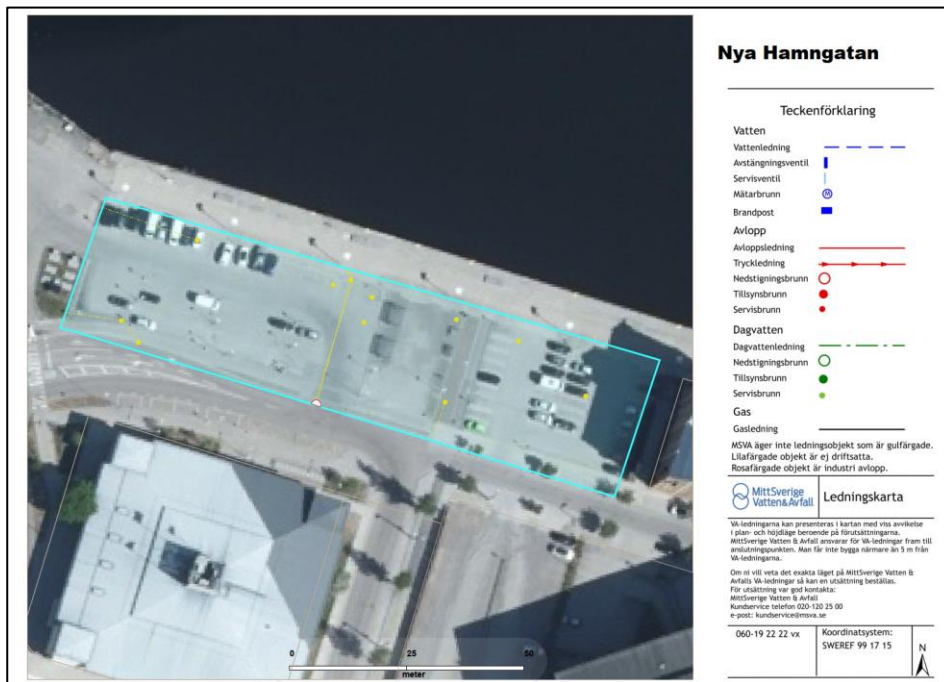 Nya Hamngatan
Teckenförklaring
Vatten
Vattenledning
Avstängningsventil
Servisventil
Mätarbrunn
M
Brandpost
Avlopp
Avloppsledning
Tryckledning
Nedstigningsbrunn
Tillsynsbrunn
Servisbrunn
Dagvatten
Dagvattenledning
Nedstigningsbrunn
Tillsynsbrunn
Servisbrunn
Gas
Gasledning
MSVA äger inte ledningsobjekt som är gulfärgade.
Lilafärgade objekt är ej driftsatta.
Rosafärgade objekt är industri avlopp.
MittSverige
Vatten&Avfall
Ledningskarta
VA-ledningarna kan presenteras i kartan med viss avvikelse
i plan- och höjdläge beroende på förutsättningarna.
MittSverige Vatten & Avfall ansvarar för VA-ledningar fram till
anslutningspunkten. Man får inte bygga närmare än 5 m från
VA-ledningarna.
Om ni vill veta det exakta läget på MittSverige Vatten &
Avfalls VA-ledningar så kan en utsättning beställas.
För utsättning var god kontakta:
MittSverige Vatten & Avfall
Kundservice telefon 020-120 25 00
e-post: kundservice@msva.se
060-19 22 22 vx
Koordinatsystem:
SWEREF 99 17 15
N
0 25 50
meter